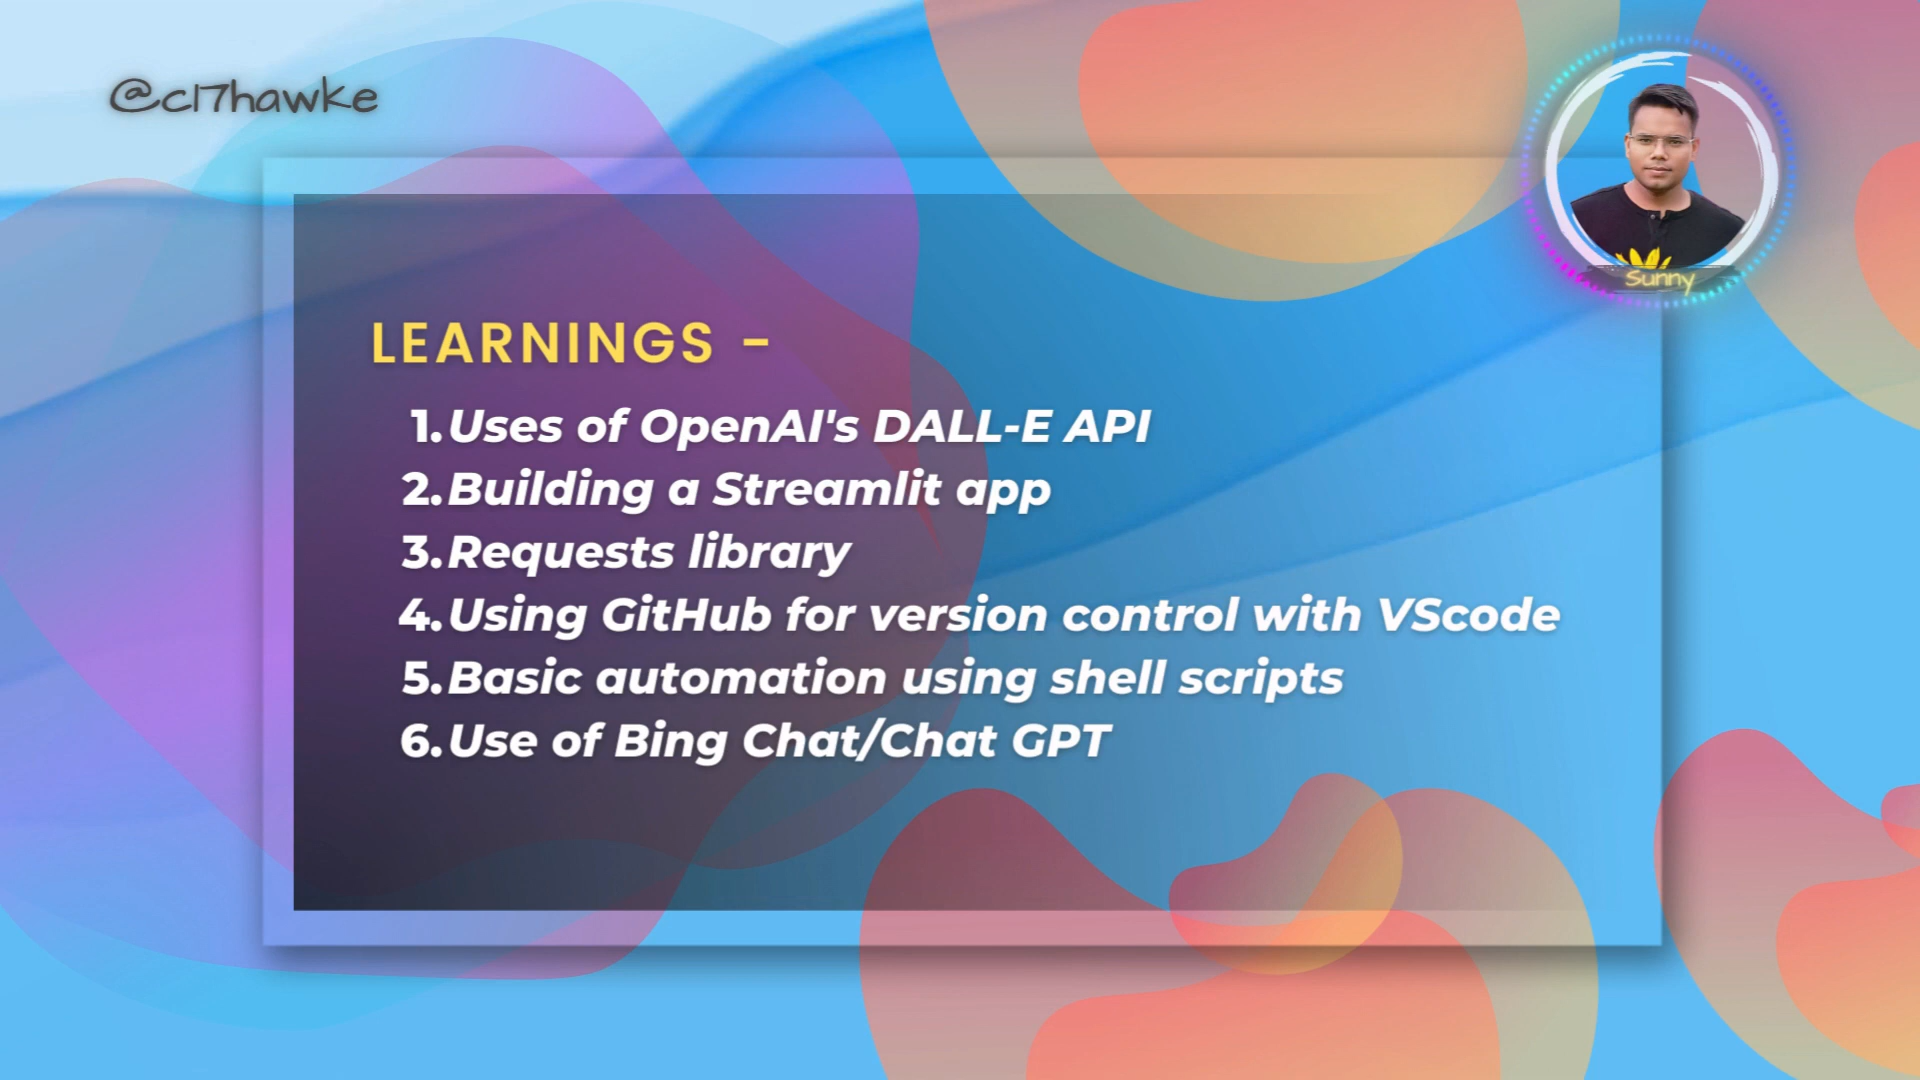 @c17hawke
Sunny
LEARNINGS -
1. Uses of OpenAI's DALL-E API
2. Building a Streamlit app
3. Requests library
4. Using GitHub for version control with VScode
5. Basic automation using shell scripts
6. Use of Bing Chat/Chat GPT